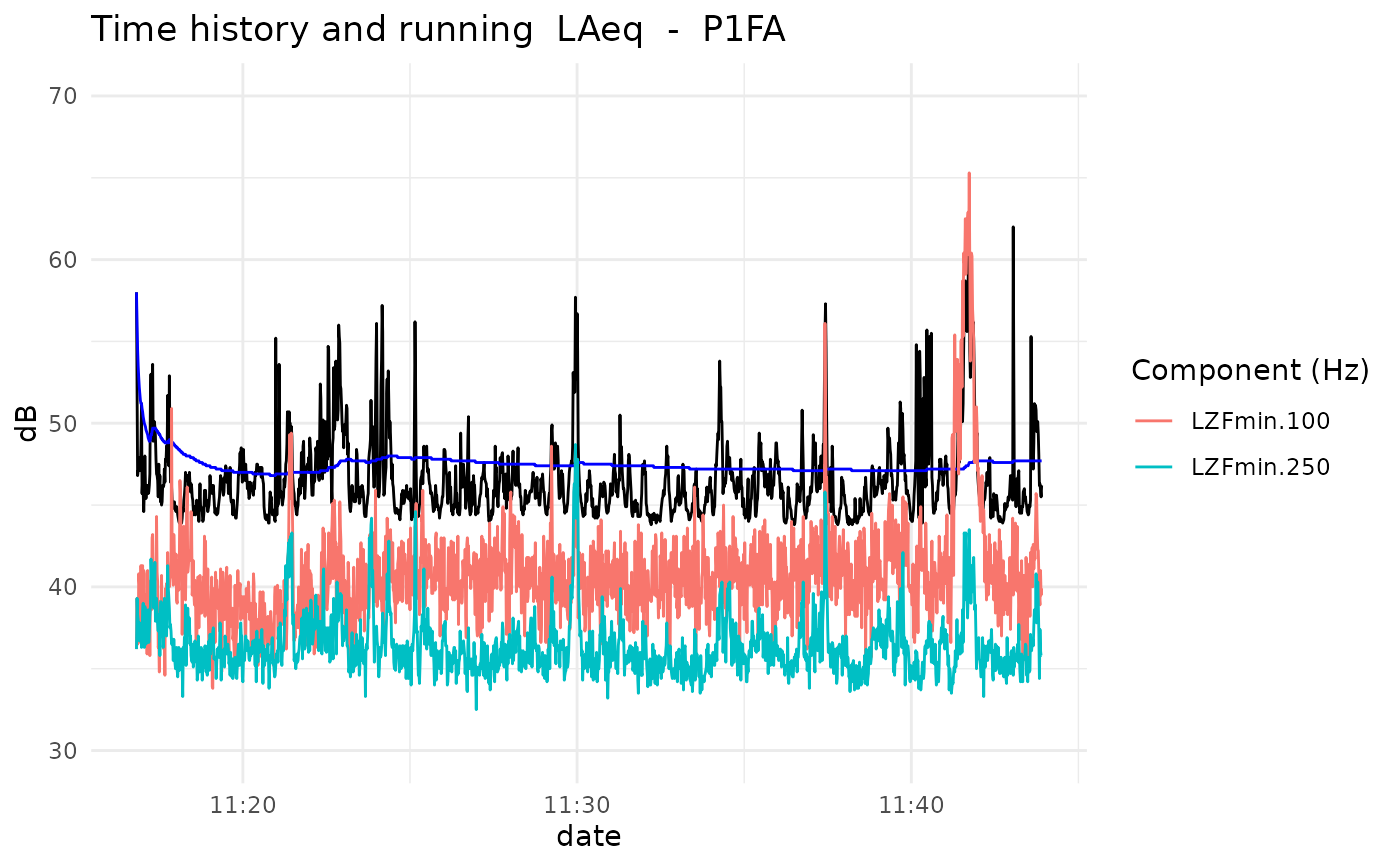 Time history and running  LAeq  -  P1FA
70
60
50
40
30
dB
11:20
11:30
11:40
date
Component (Hz)
LZFmin.100
LZFmin.250